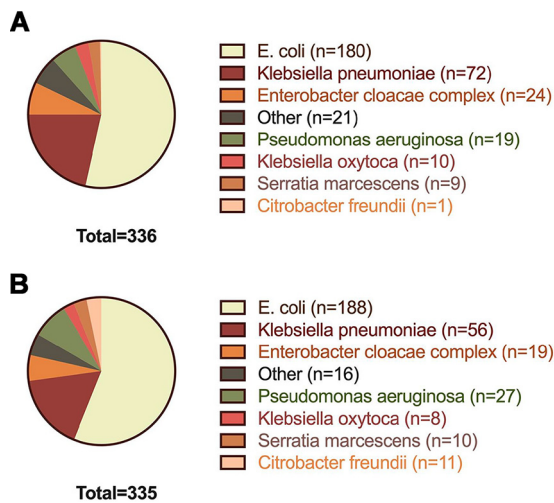 A
E. coli (n=180)
Klebsiella pneumoniae (n=72)
Enterobacter cloacae complex (n=24)
Other (n=21)
Pseudomonas aeruginosa (n=19)
Klebsiella oxytoca (n=10)
Serratia marcescens (n=9)
Citrobacter freundii (n=1)
Total=336
B
E. coli (n=188)
Klebsiella pneumoniae (n=56)
Enterobacter cloacae complex (n=19)
Other (n=16)
Pseudomonas aeruginosa (n=27)
Klebsiella oxytoca (n=8)
Serratia marcescens (n=10)
Citrobacter freundii (n=11)
Total=335